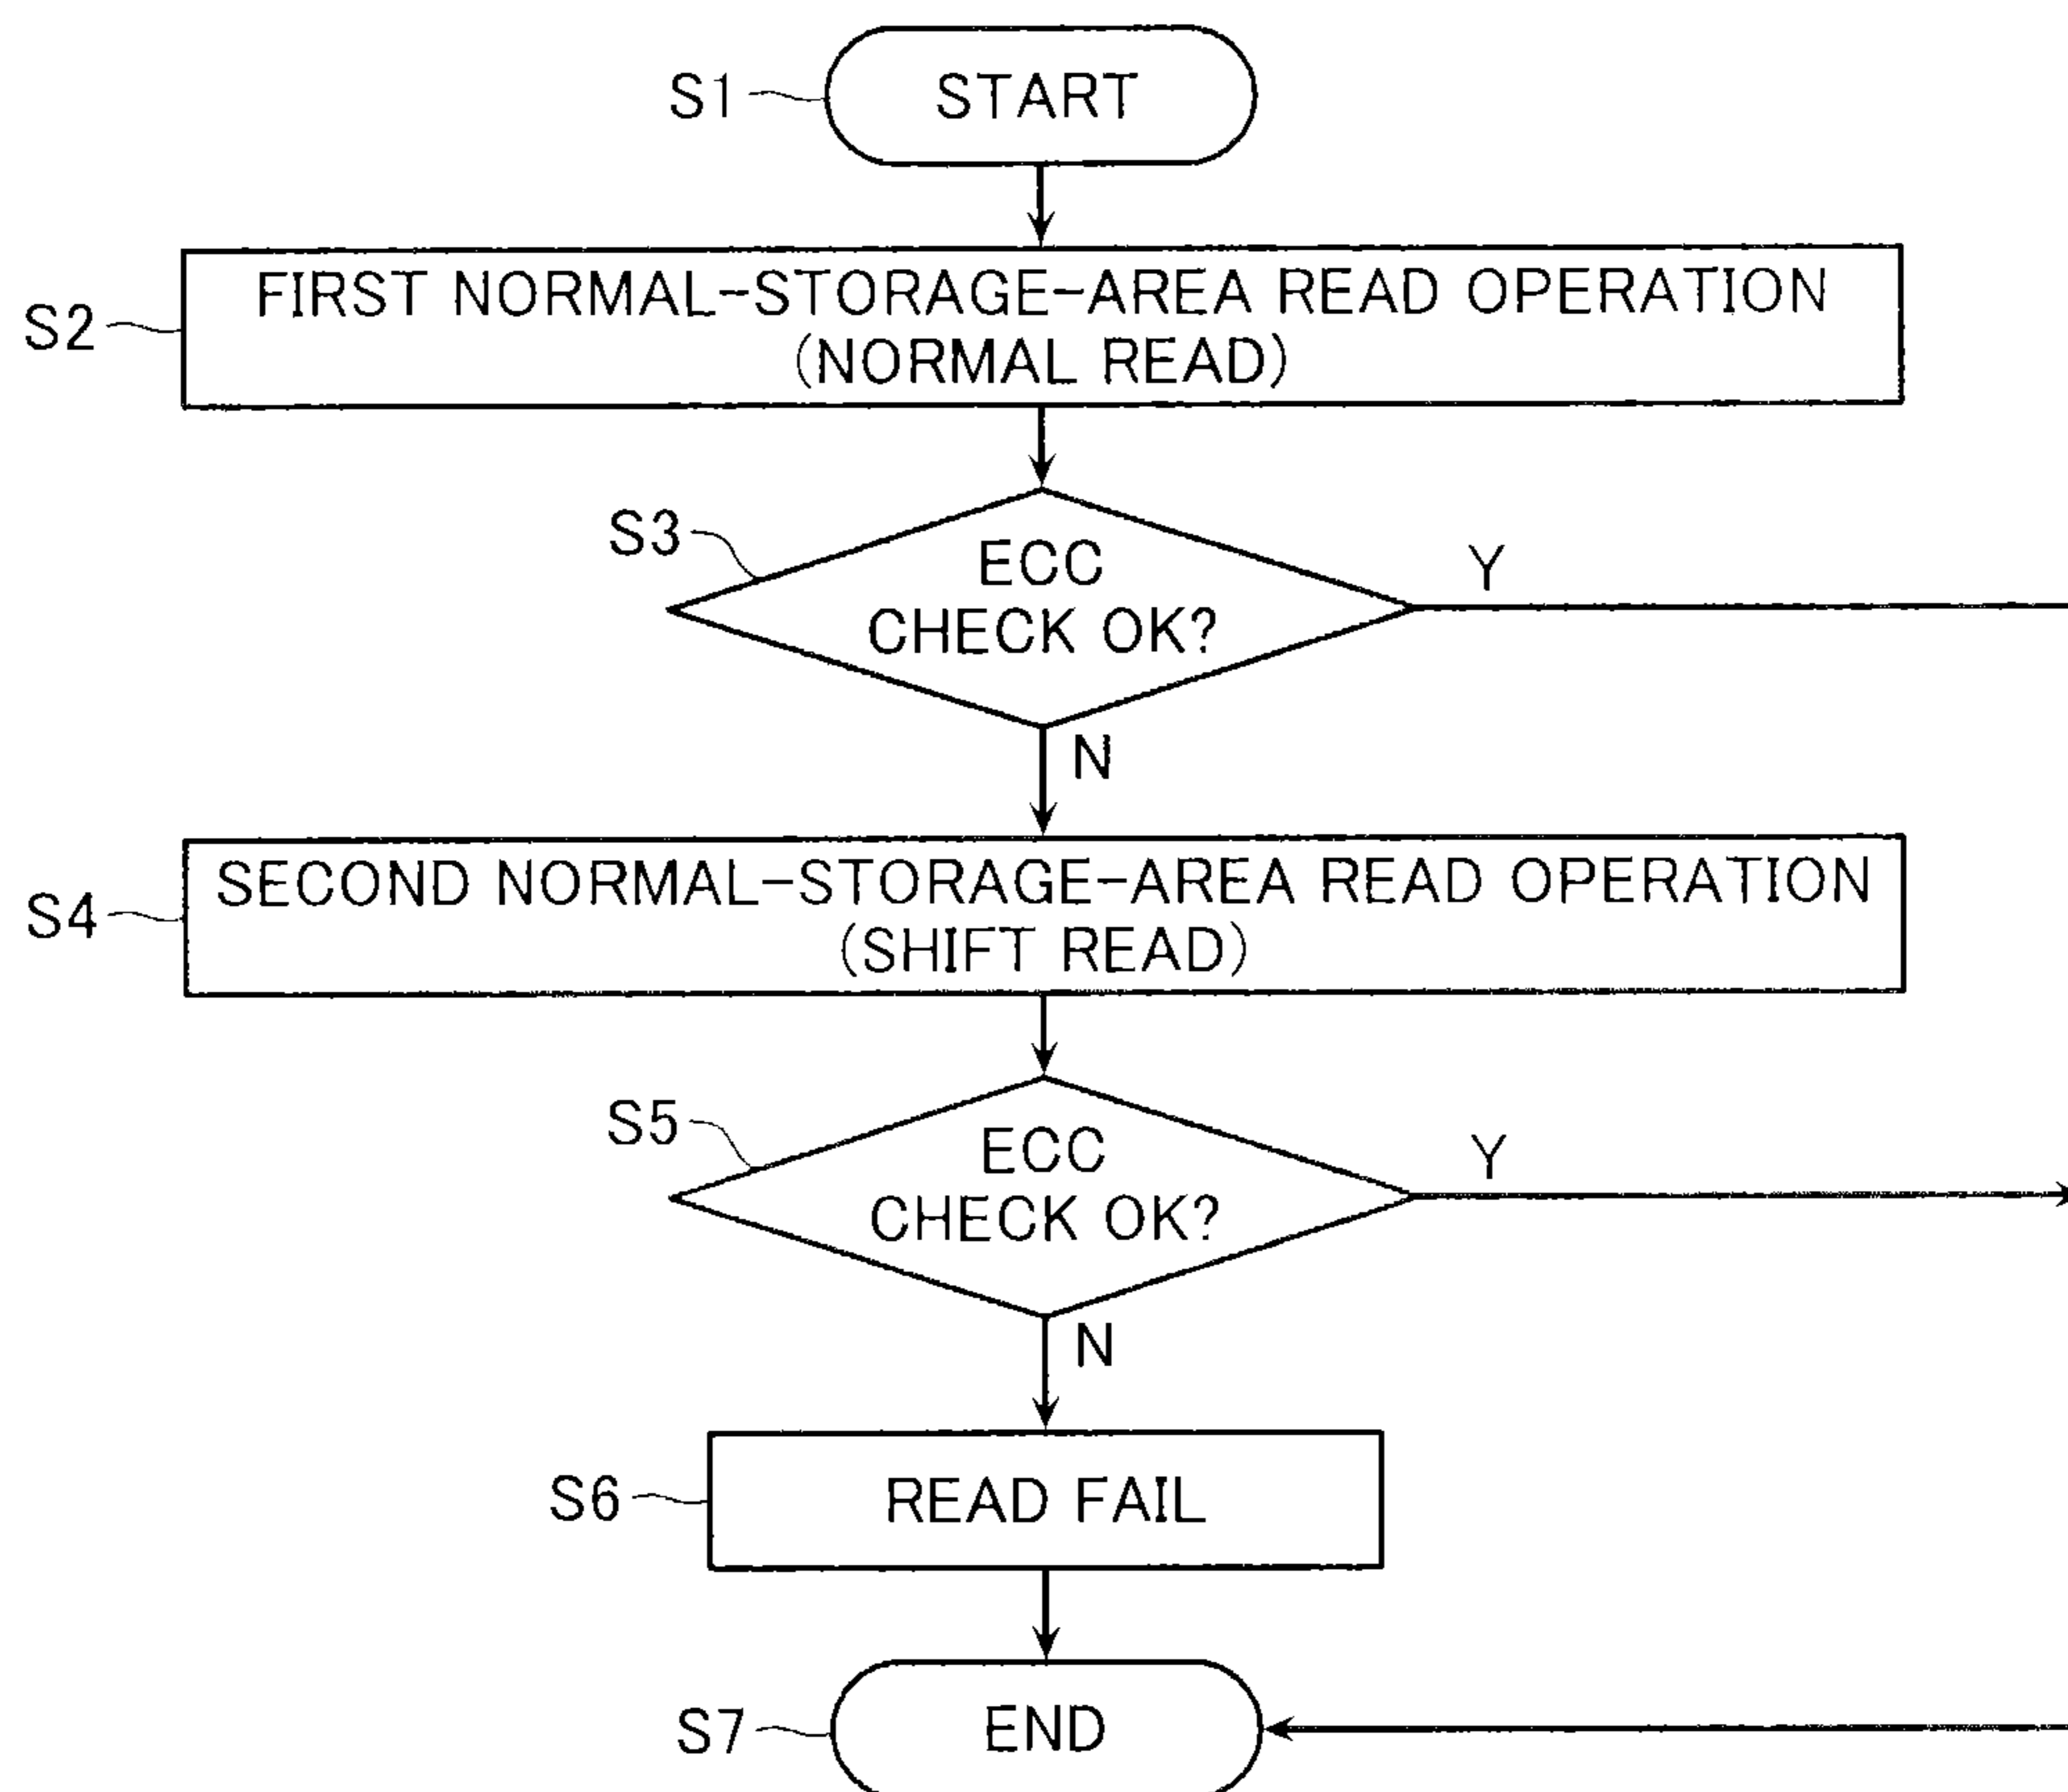 S1
START
S2
FIRST NORMAL-STORAGE-AREA READ OPERATION
(NORMAL READ)
S3
ECC
CHECK OK?
Y
N
S4
SECOND NORMAL-STORAGE-AREA READ OPERATION
(SHIFT READ)
S5
ECC
CHECK OK?
Y
N
S6
READ FAIL
S7
END